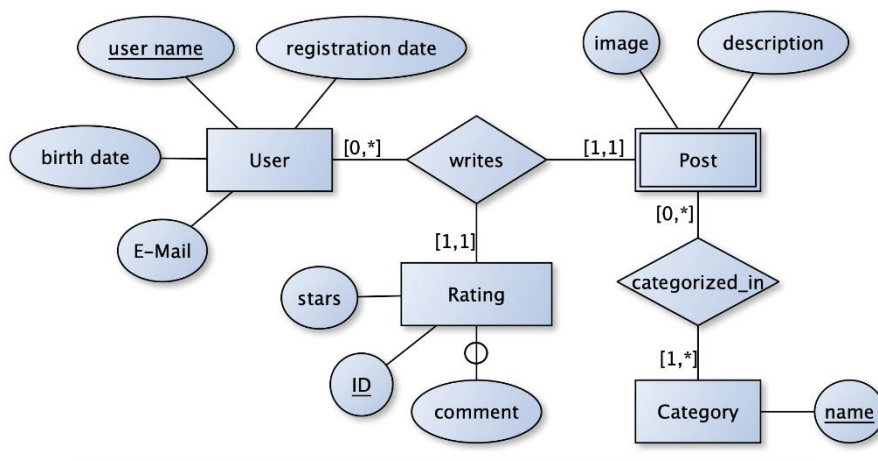 user name
registration date
image
description
birth date
User
[0,*]
writes
[1,1]
Post
E-Mail
[1,1]
[0,*]
stars
Rating
categorized_in
ID
comment
[1,*]
Category
name